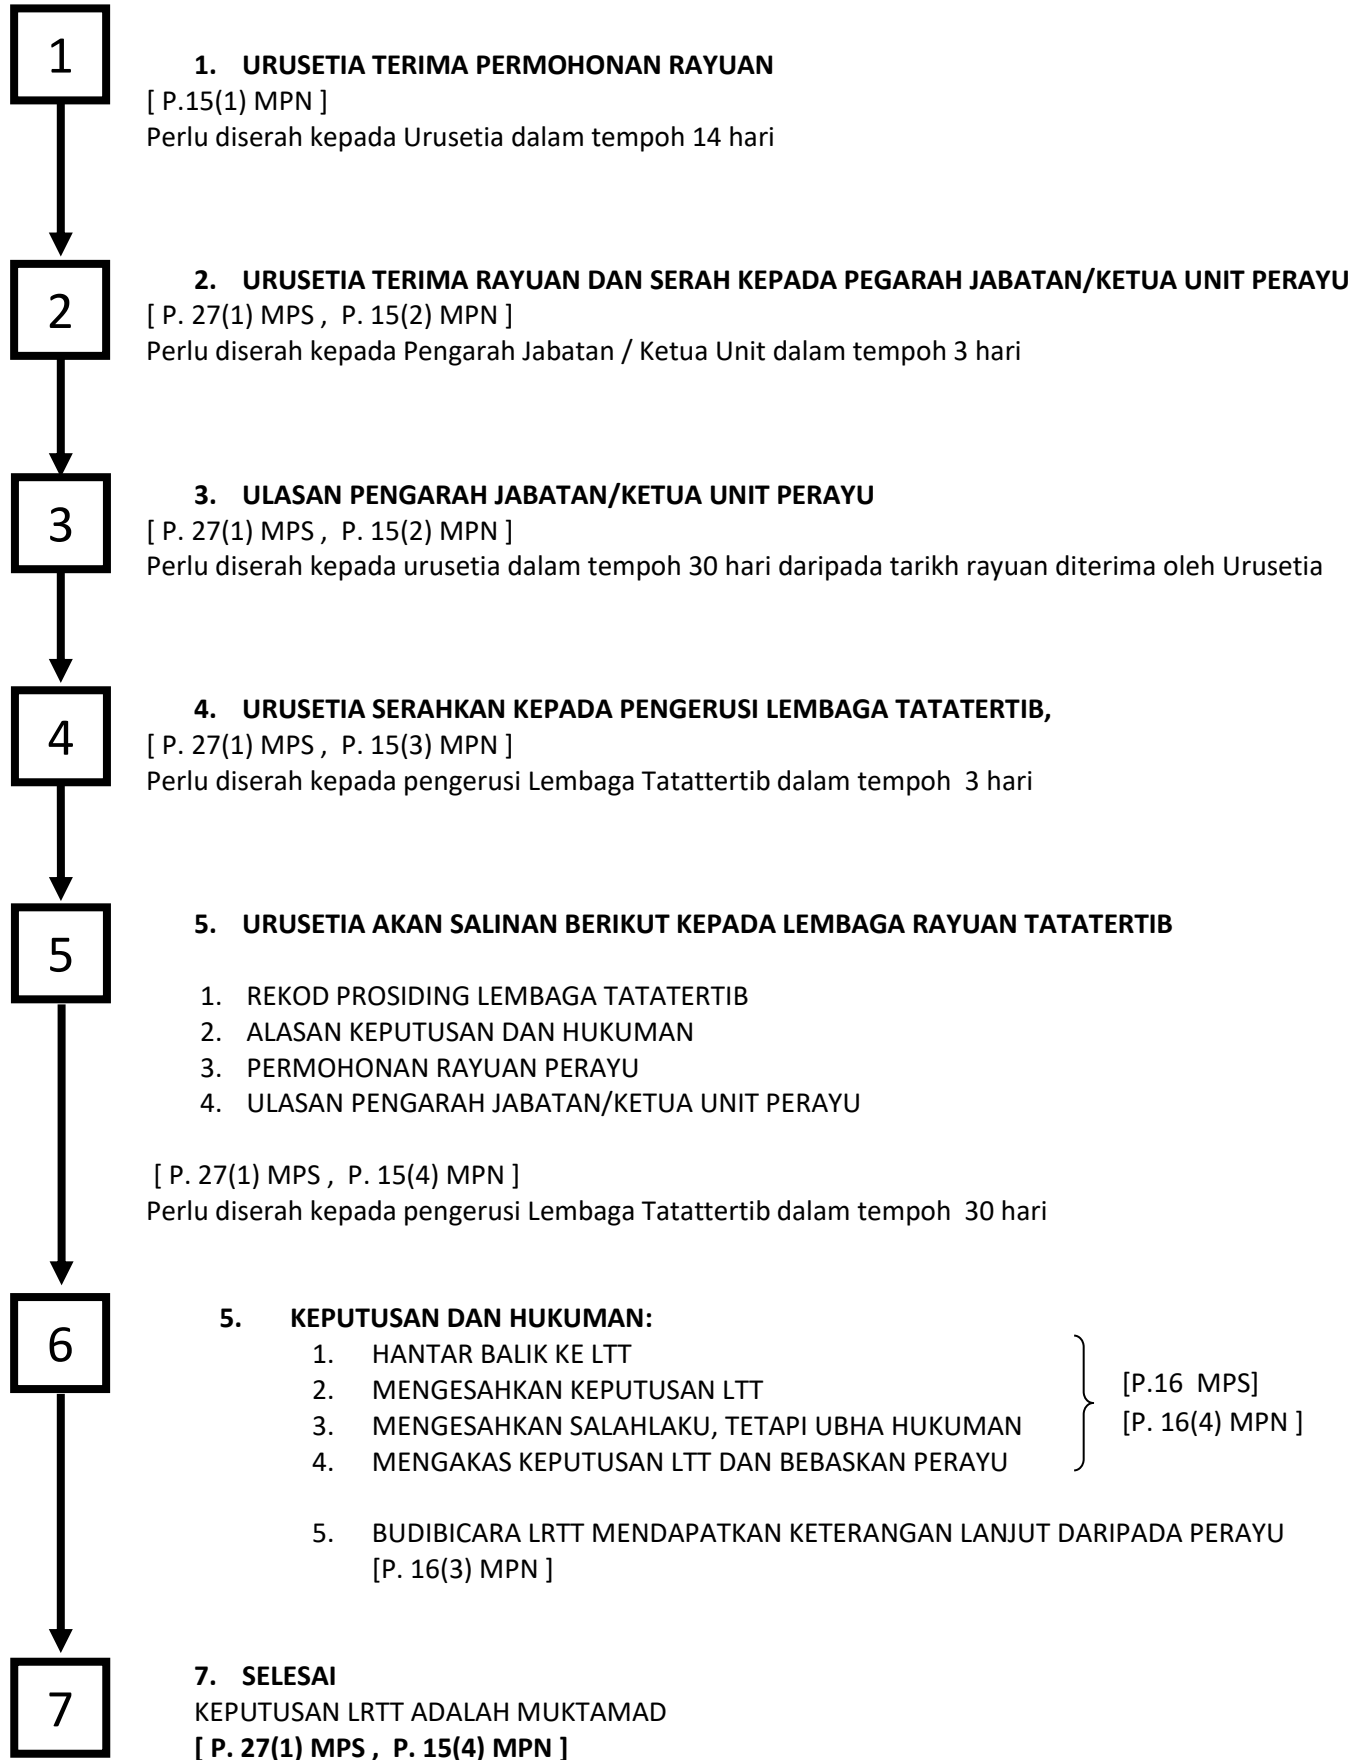 1
1. URUSETIA TERIMA PERMOHONAN RAYUAN
[ P.15(1) MPN ]
Perlu diserah kepada Urusetia dalam tempoh 14 hari
2
2. URUSETIA TERIMA RAYUAN DAN SERAH KEPADA PEGARAH JABATAN/KETUA UNIT PERAYU
[ P. 27(1) MPS , P. 15(2) MPN ]
Perlu diserah kepada Pengarah Jabatan / Ketua Unit dalam tempoh 3 hari
3
3. ULASAN PENGARAH JABATAN/KETUA UNIT PERAYU
[ P. 27(1) MPS , P. 15(2) MPN ]
Perlu diserah kepada urusetia dalam tempoh 30 hari daripada tarikh rayuan diterima oleh Urusetia
4
4. URUSETIA SERAHKAN KEPADA PENGERUSI LEMBAGA TATATERTIB,
[ P. 27(1) MPS , P. 15(3) MPN ]
Perlu diserah kepada pengerusi Lembaga Tatattertib dalam tempoh 3 hari
5
5. URUSETIA AKAN SALINAN BERIKUT KEPADA LEMBAGA RAYUAN TATATERTIB
1. REKOD PROSIDING LEMBAGA TATATERTIB
2. ALASAN KEPUTUSAN DAN HUKUMAN
3. PERMOHONAN RAYUAN PERAYU
4. ULASAN PENGARAH JABATAN/KETUA UNIT PERAYU
[ P. 27(1) MPS , P. 15(4) MPN ]
Perlu diserah kepada pengerusi Lembaga Tatattertib dalam tempoh 30 hari
6
5. KEPUTUSAN DAN HUKUMAN:
1. HANTAR BALIK KE LTT
2. MENGESAHKAN KEPUTUSAN LTT
3. MENGESAHKAN SALAHLAKU, TETAPI UBHA HUKUMAN
4. MENGAKAS KEPUTUSAN LTT DAN BEBASKAN PERAYU
[P.16 MPS]
[P. 16(4) MPN ]
5. BUDIBICARA LRTT MENDAPATKAN KETERANGAN LANJUT DARIPADA PERAYU
[P. 16(3) MPN ]
7
7. SELESAI
KEPUTUSAN LRTT ADALAH MUKTAMAD
[ P. 27(1) MPS , P. 15(4) MPN ]